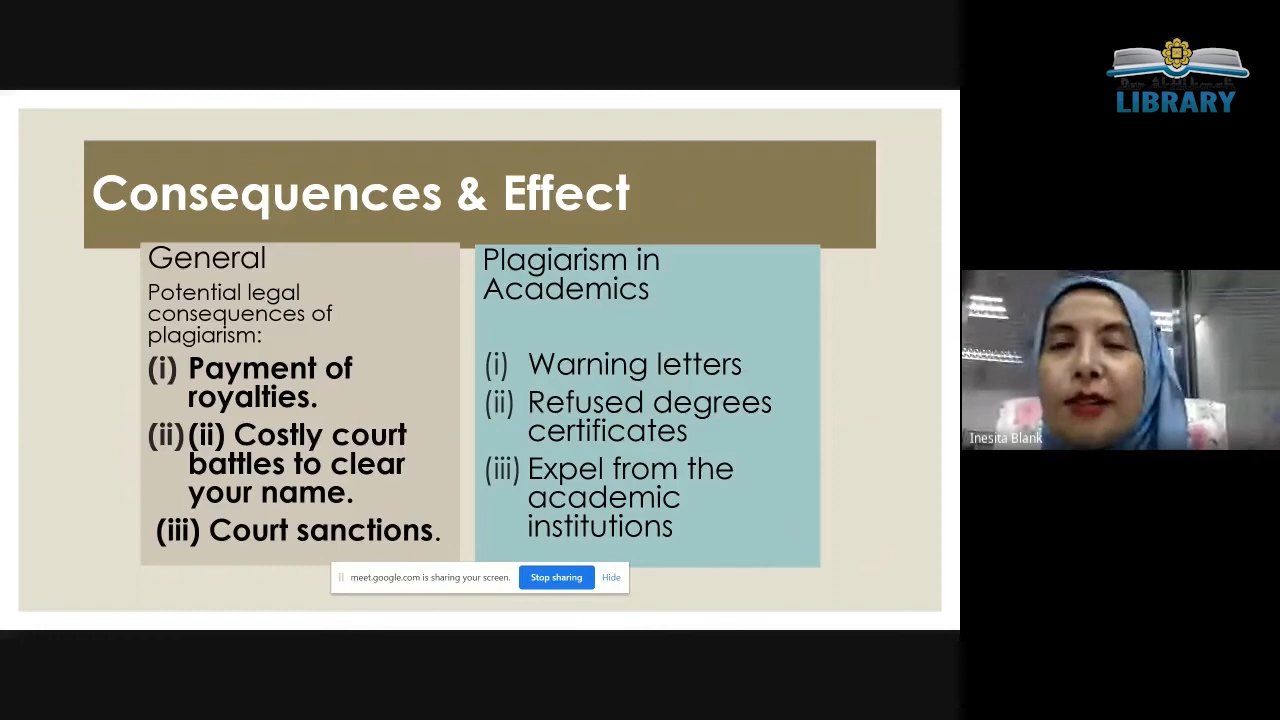 LIBRARY
Consequences & Effect
General
Potential legal
consequences of
plagiarism:
(i) Payment of
royalties.
(ii) (ii) Costly court
battles to clear
your name.
(iii) Court sanctions.
Plagiarism in
Academics
(i) Warning letters
(ii) Refused degrees
certificates
(iii) Expel from the
academic
institutions
meet.google.com is sharing your screen.
Stop sharing
Hide
Inesita Blank